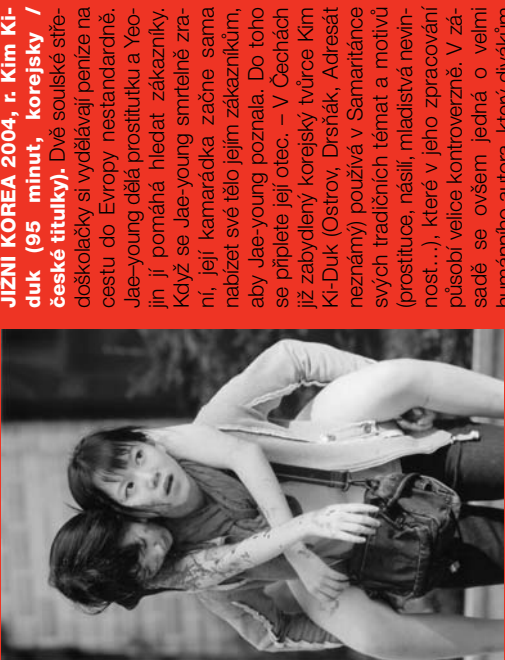 JIŽNÍ KOREA 2004, r. Kim Ki-
duk (95 minut, korejsky /
české titulky). Dvě soulské stře-
doškolačky si vydělávají peníze na
cestu do Evropy nestandardně.
Jae–young dělá prostitutku a Yeo-
jin jí pomáhá hledat zákazníky.
Když se Jae-young smrtelně zra-
ní, její kamarádka začne sama
nabízet své tělo jejím zákazníkům,
aby Jae-young poznala. Do toho
se připlete její otec. – V Čechách
již zabydlený korejský tvůrce Kim
Ki-Duk (Ostrov, Drsňák, Adresát
neznámý) používá v Samaritánce
svých tradičních témat a motivů
(prostituce, násilí, mladistvá nevin-
nost…), které v jeho zpracování
působí velice kontroverzně. V zá-
sadě se ovšem jedná o velmi
humánního autora, který divákům